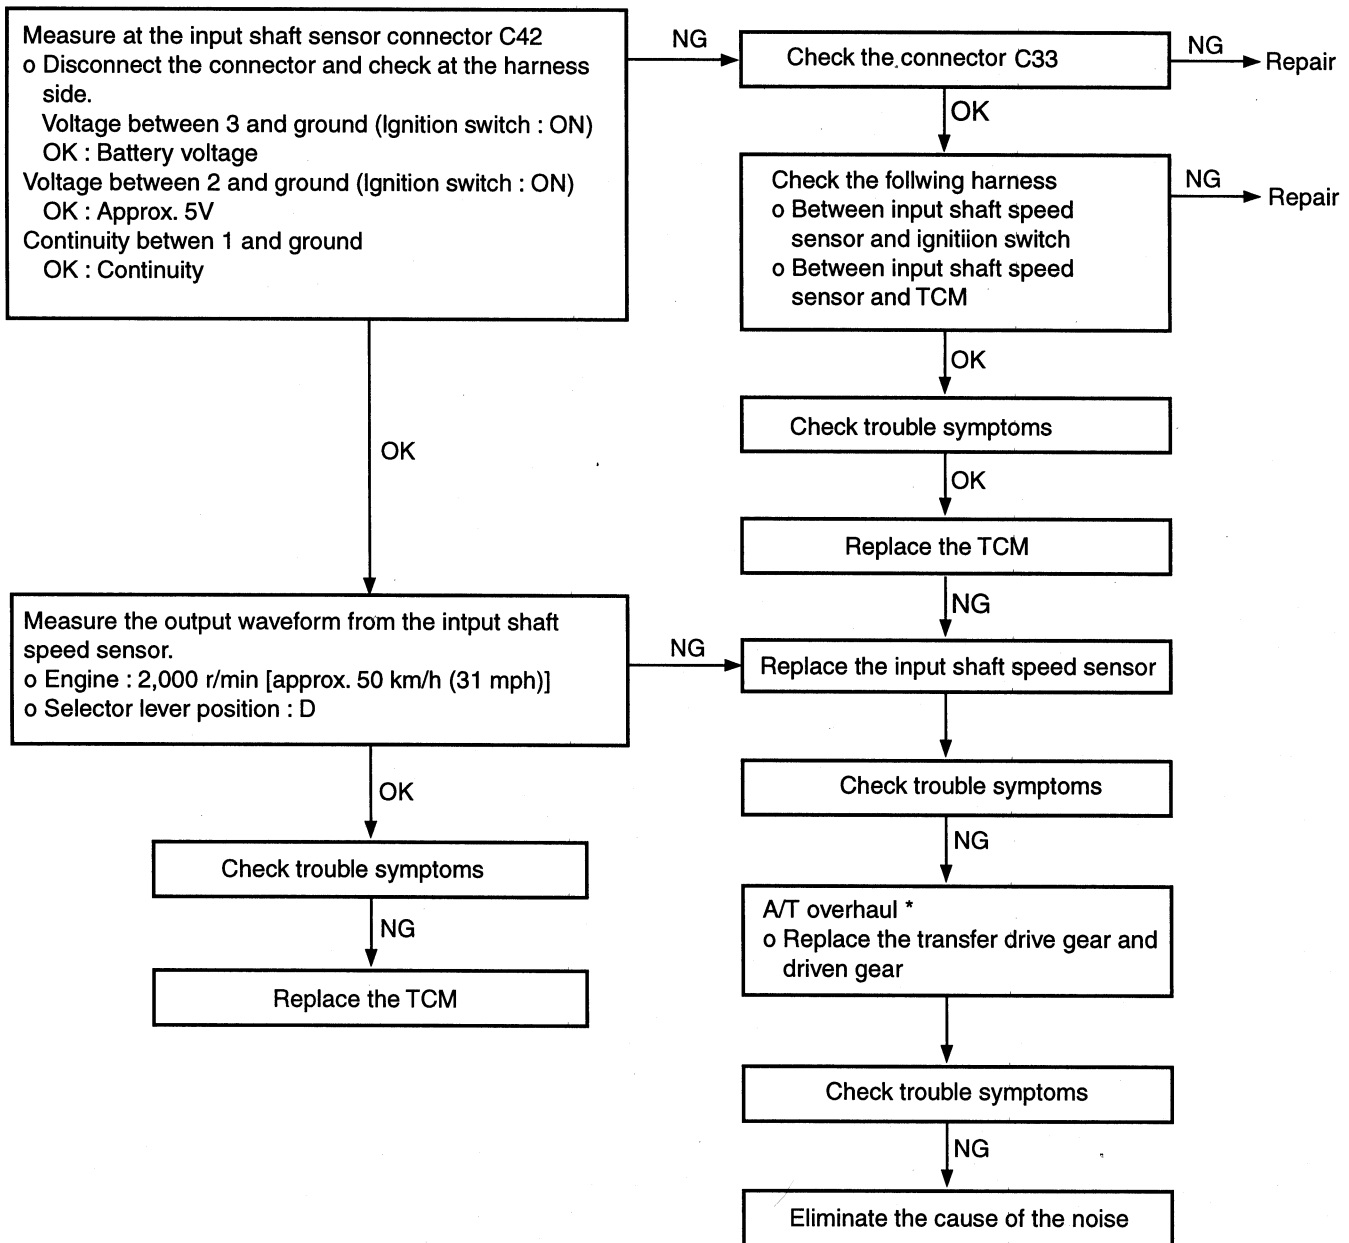 Measure at the input shaft sensor connector C42
o Disconnect the connector and check at the harness
side.
Voltage between 3 and ground (Ignition switch : ON)
OK : Battery voltage
Voltage between 2 and ground (Ignition switch : ON)
OK : Approx. 5V
Continuity betwen 1 and ground
OK : Continuity
NG
Check the connector C33
NG
Repair
OK
Check the follwing harness
o Between input shaft speed
sensor and ignitiion switch
o Between input shaft speed
sensor and TCM
NG
Repair
OK
Check trouble symptoms
OK
OK
Replace the TCM
NG
Measure the output waveform from the intput shaft
speed sensor.
o Engine : 2,000 r/min [approx. 50 km/h (31 mph)]
o Selector lever position : D
NG
Replace the input shaft speed sensor
OK
Check trouble symptoms
Check trouble symptoms
NG
NG
Replace the TCM
A/T overhaul *
o Replace the transfer drive gear and
driven gear
Check trouble symptoms
NG
Eliminate the cause of the noise